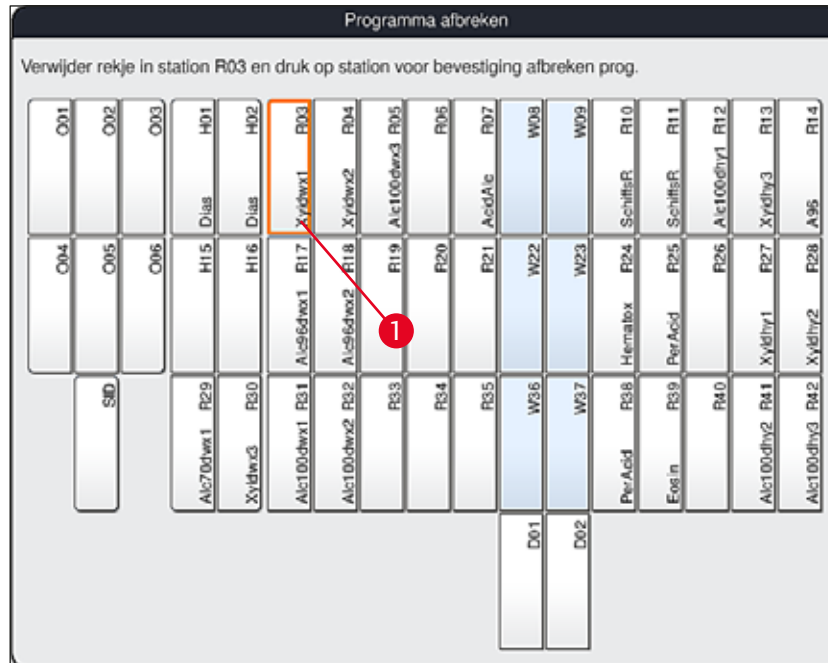 Programma afbreken
Verwijder rekje in station R03 en druk op station voor bevestiging afbreken prog.
O01
O02
O03
Dias H01
Dias H02
Xyldwx1 R03
Xyldwx2 R04
Alc100dwx3 R05
R06
AcidAlc R07
W08
W09
SchiffsR R10
SchiffsR R11
Alc100dhy1 R12
Xyldhy3 R13
A96 R14
O04
O05
O06
H15
H16
Alc96dwx1 R17
Alc96dwx2 R18
R19
R20
R21
W22
W23
Hematox R24
PerAcid R25
R26
Xyldhy1 R27
Xyldhy2 R28
1
SID
Alc70dwx1 R29
Xyldwx3 R30
Alc100dwx1 R31
Alc100dwx2 R32
R33
R34
R35
W36
W37
PerAcid R38
Eosin R39
R40
Alc100dhy2 R41
Alc100dhy3 R42
D01
D02